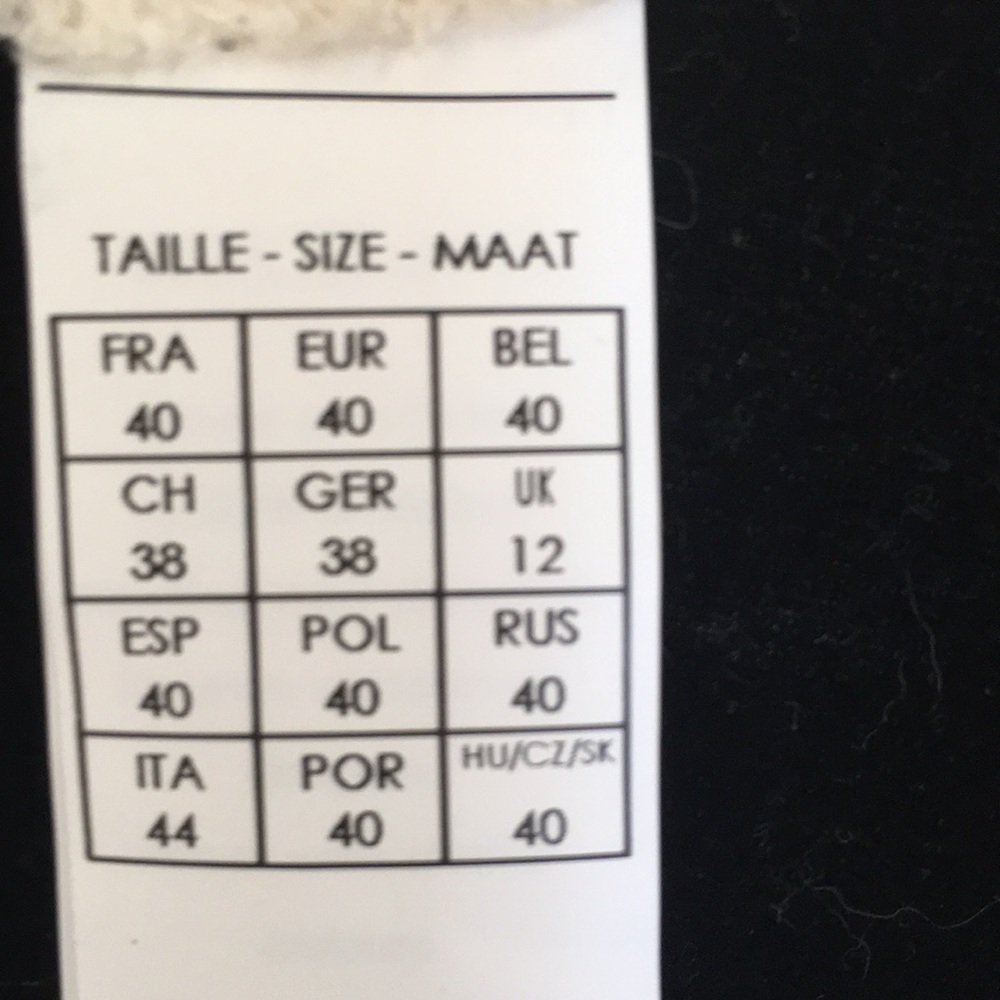 TAILLE - SIZE - MAAT
FRA EUR BEL
40 40 40
CH GER UK
38 38 12
ESP POL RUS
40 40 40
ITA POR HU/CZ/SK
44 40 40